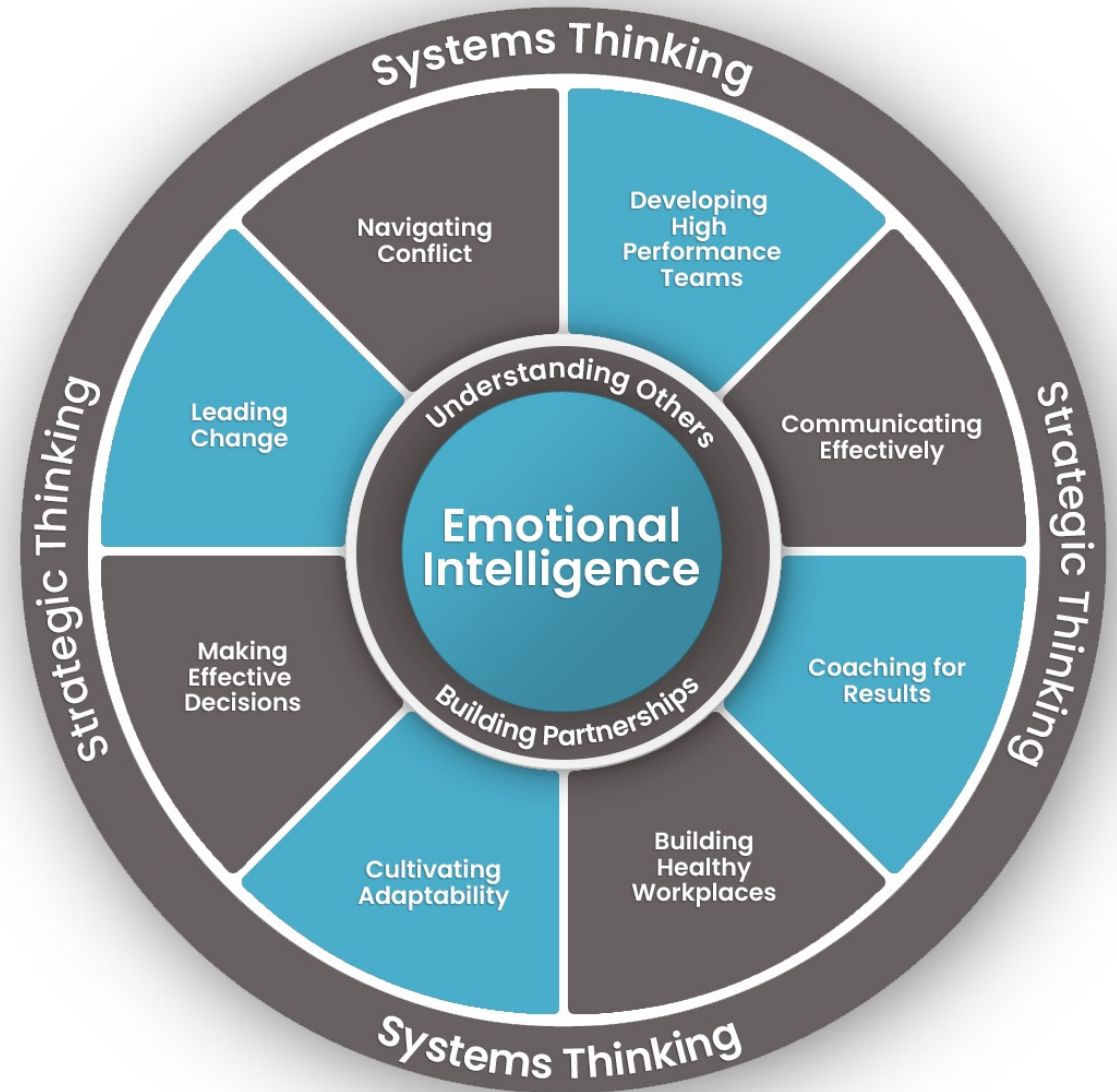 Systems Thinking
Developing
High
Performance
Teams
Navigating
Conflict
Understanding Others
Strategic Thinking
Leading
Change
Communicating
Effectively
Strategic Thinking
Emotional
Intelligence
Making
Effective
Decisions
Coaching for
Results
Building Partnerships
Cultivating
Adaptability
Building
Healthy
Workplaces
Systems Thinking